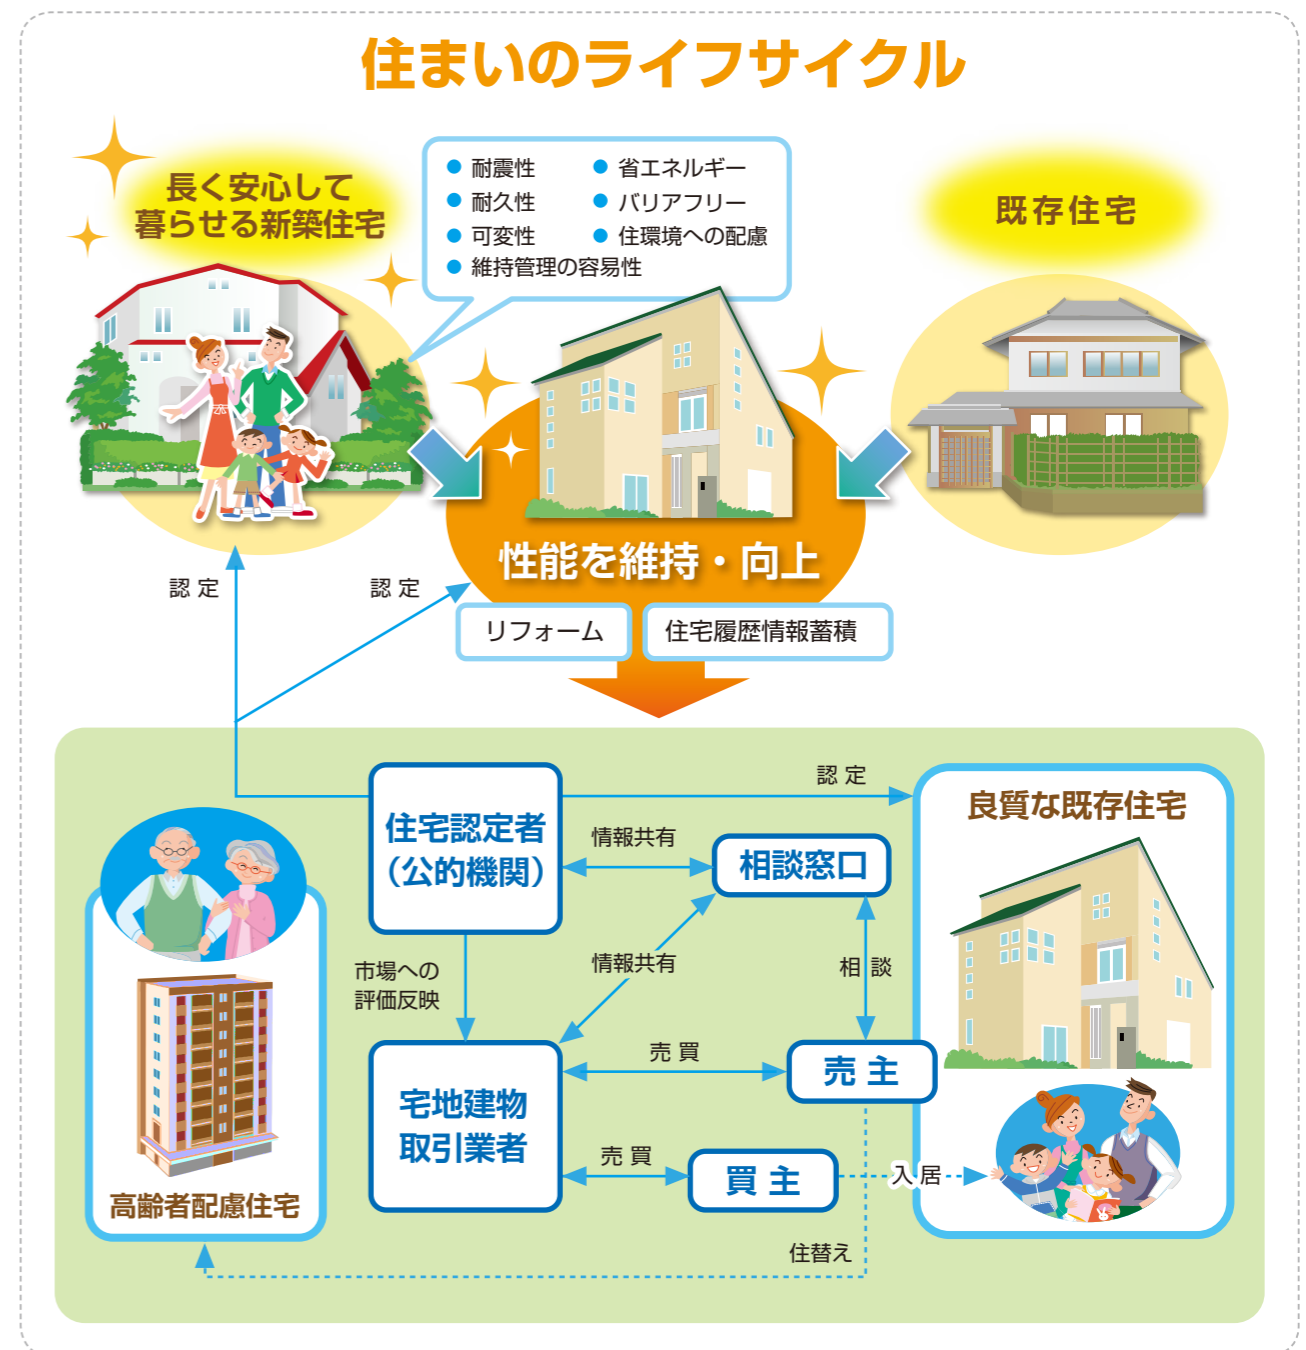 住まいのライフサイクル
長く安心して
暮らせる新築住宅
耐震性
省エネルギー
耐久性
バリアフリー
可変性
住環境への配慮
維持管理の容易性
既存住宅
性能を維持・向上
認定
認定
リフォーム
住宅履歴情報蓄積
認定
住宅認定者
（公的機関）
情報共有
相談窓口
良質な既存住宅
市場への
評価反映
情報共有
相談
宅地建物
取引業者
売買
売主
売買
買主
入居
高齢者配慮住宅
住替え